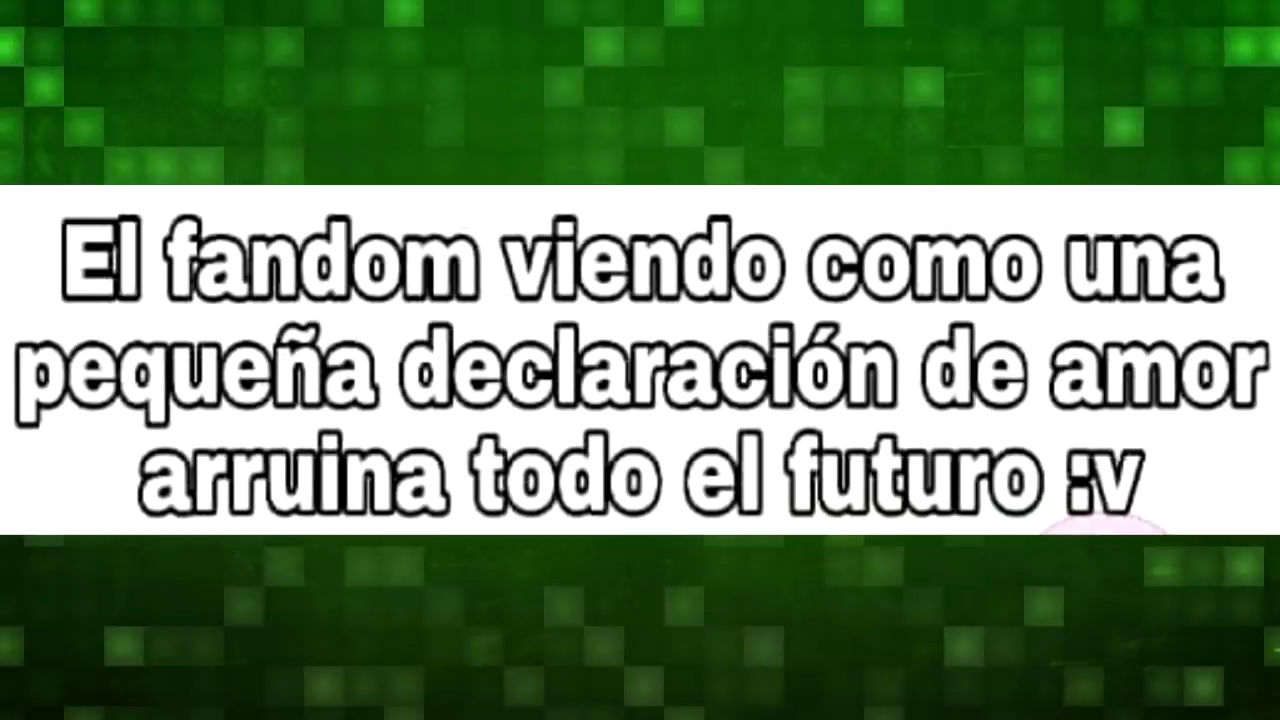 El fandom viendo como una
pequeña declaración de amor
arruina todo el futuro :v